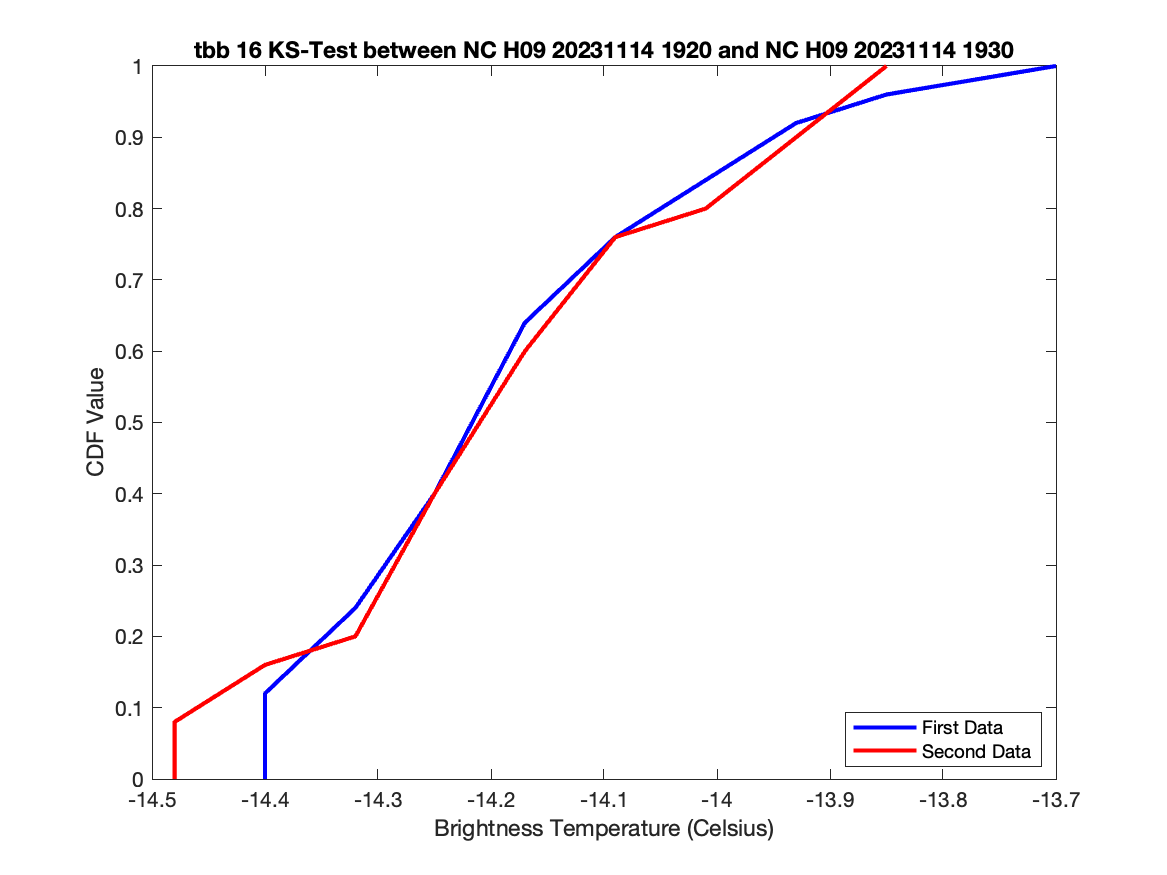 tbb 16 KS-Test between NC H09 20231114 1920 and NC H09 20231114 1930
1
0.9
0.8
0.7
0.6
0.5
0.4
0.3
0.2
0.1
0
CDF Value
First Data
Second Data
-14.5 -14.4 -14.3 -14.2 -14.1 -14 -13.9 -13.8 -13.7
Brightness Temperature (Celsius)